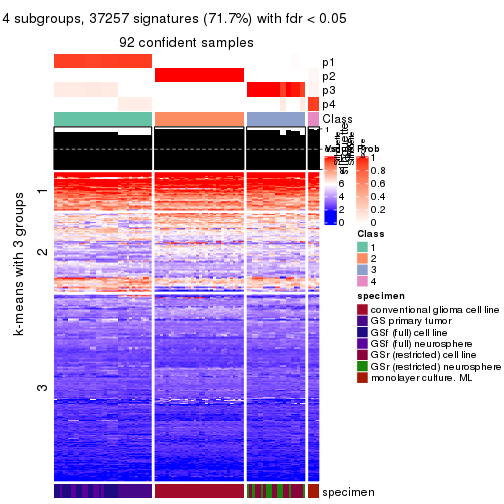 4 subgroups, 37257 signatures (71.7%) with fdr < 0.05
92 confident samples
p1
p2
p3
p4
Class
1
Prob
1
0.8
0.6
0.4
0.2
0
6
4
2
0
Class
1
2
3
4
specimen
conventional glioma cell line
GS primary tumor
GSf (full) cell line
GSf (full) neurosphere
GSr (restricted) cell line
GSr (restricted) neurosphere
monolayer culture. ML
k-means with 3 groups
1
2
3
specimen